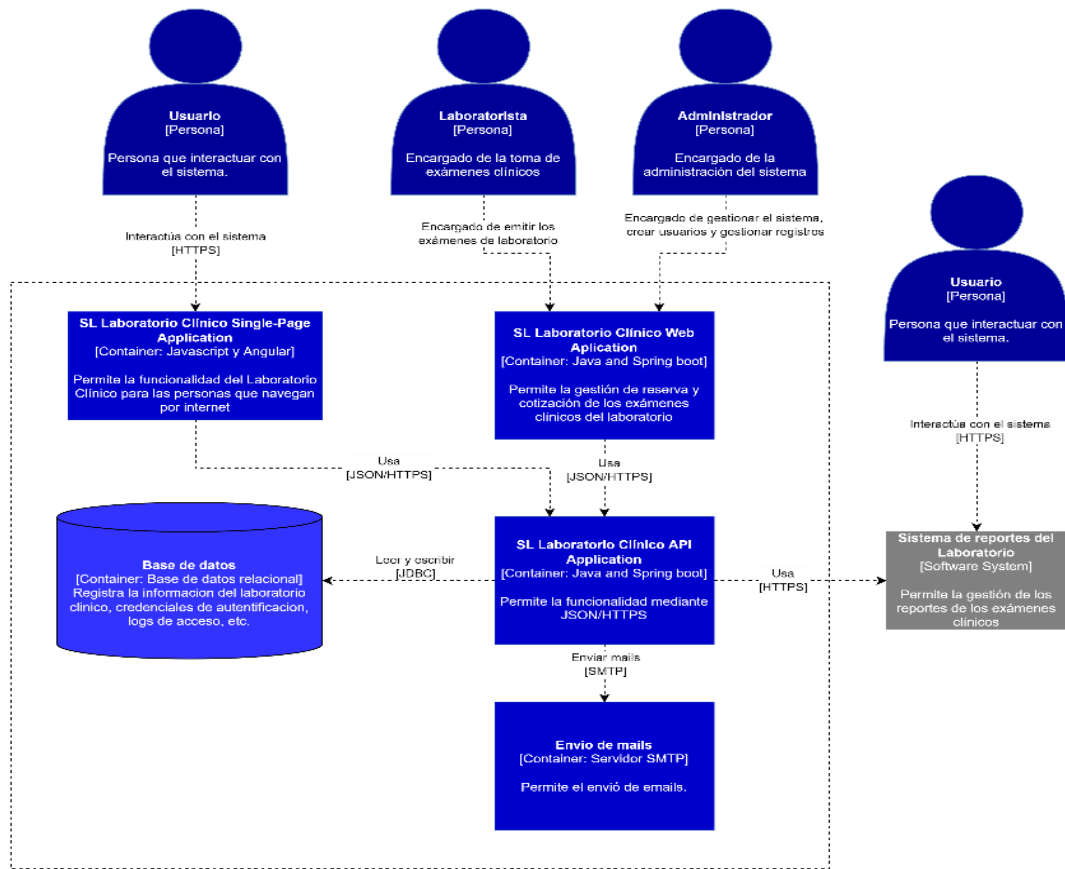 Usuario
[Persona]
Persona que interactuar con
el sistema.
Laboratorista
[Persona]
Encargado de la toma de
exámenes clínicos
Administrador
[Persona]
Encargado de la
administración del sistema
Interactúa con el sistema
[HTTPS]
Encargado de emitir los
exámenes de laboratorio
Encargado de gestionar el sistema,
crear usuarios y gestionar registros
Usuario
[Persona]
Persona que interactuar con
el sistema.
SL Laboratorio Clínico Single-Page
Application
[Container: Javascript y Angular]
Permite la funcionalidad del Laboratorio
Clínico para las personas que navegan
por internet
SL Laboratorio Clínico Web
Aplication
[Container: Java and Spring boot]
Permite la gestión de reserva y
cotización de los exámenes
clínicos del laboratorio
Interactúa con el sistema
[HTTPS]
Usa
[JSON/HTTPS]
Usa
[JSON/HTTPS]
Base de datos
[Container: Base de datos relacional]
Registra la informacion del laboratorio
clinico, credenciales de autentificacion,
logs de acceso, etc.
Leer y escribir
[JDBC]
SL Laboratorio Clínico API
Application
[Container: Java and Spring boot]
Permite la funcionalidad mediante
JSON/HTTPS
Usa
[HTTPS]
Sistema de reportes del
Laboratorio
[Software System]
Permite la gestión de los
reportes de los exámenes
clínicos
Enviar mails
[SMTP]
Envio de mails
[Container: Servidor SMTP]
Permite el envió de emails.